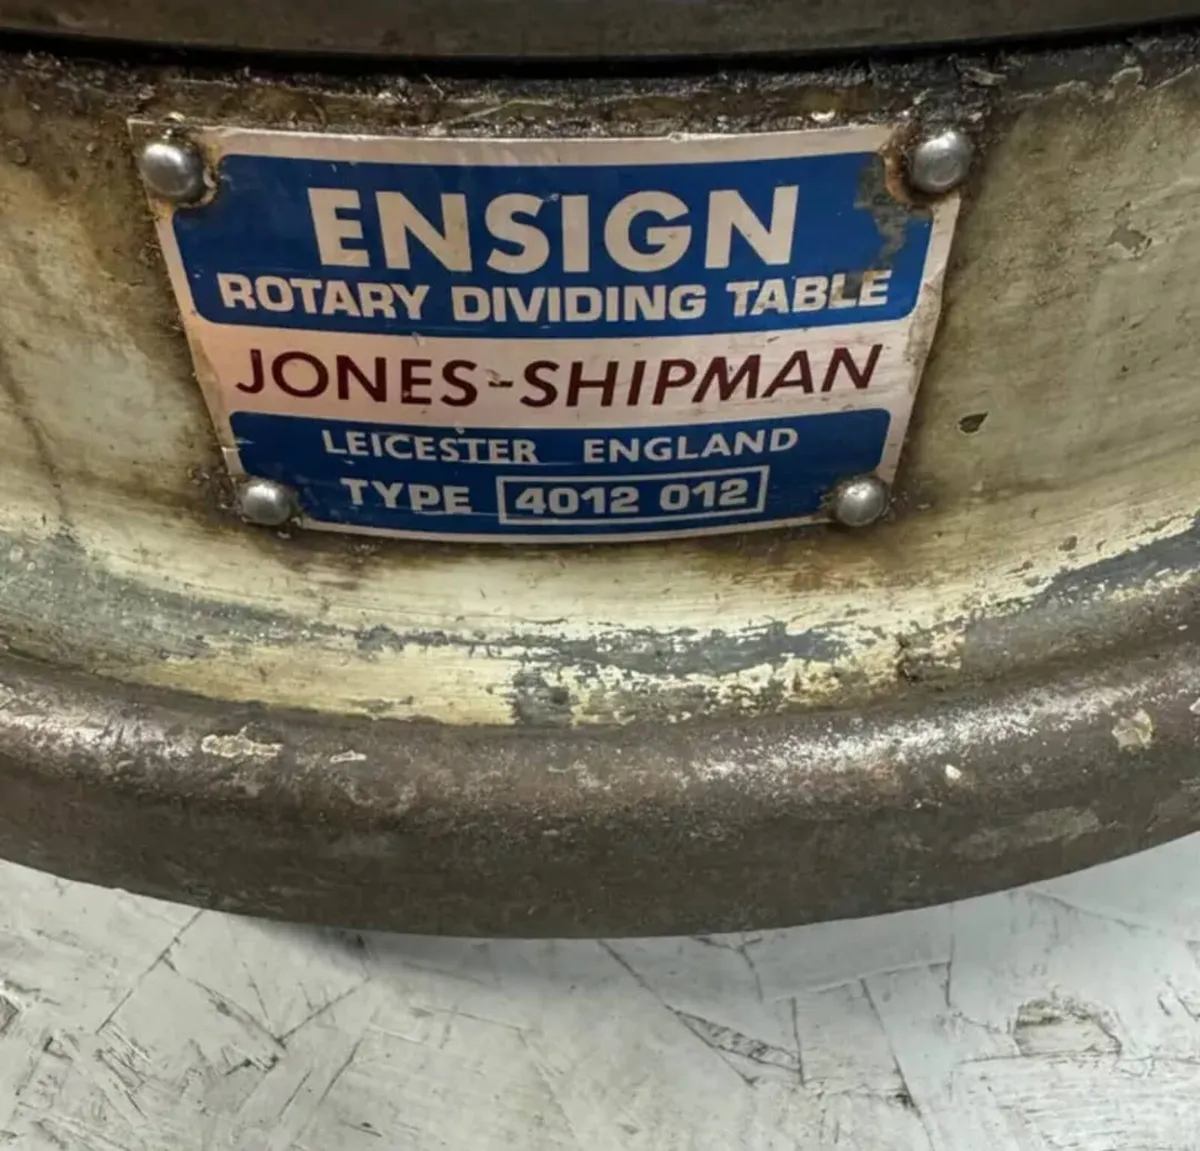 ENSIGN
ROTARY DIVIDING TABLE
JONES-SHIPMAN
LEICESTER ENGLAND
TYPE 4012 012